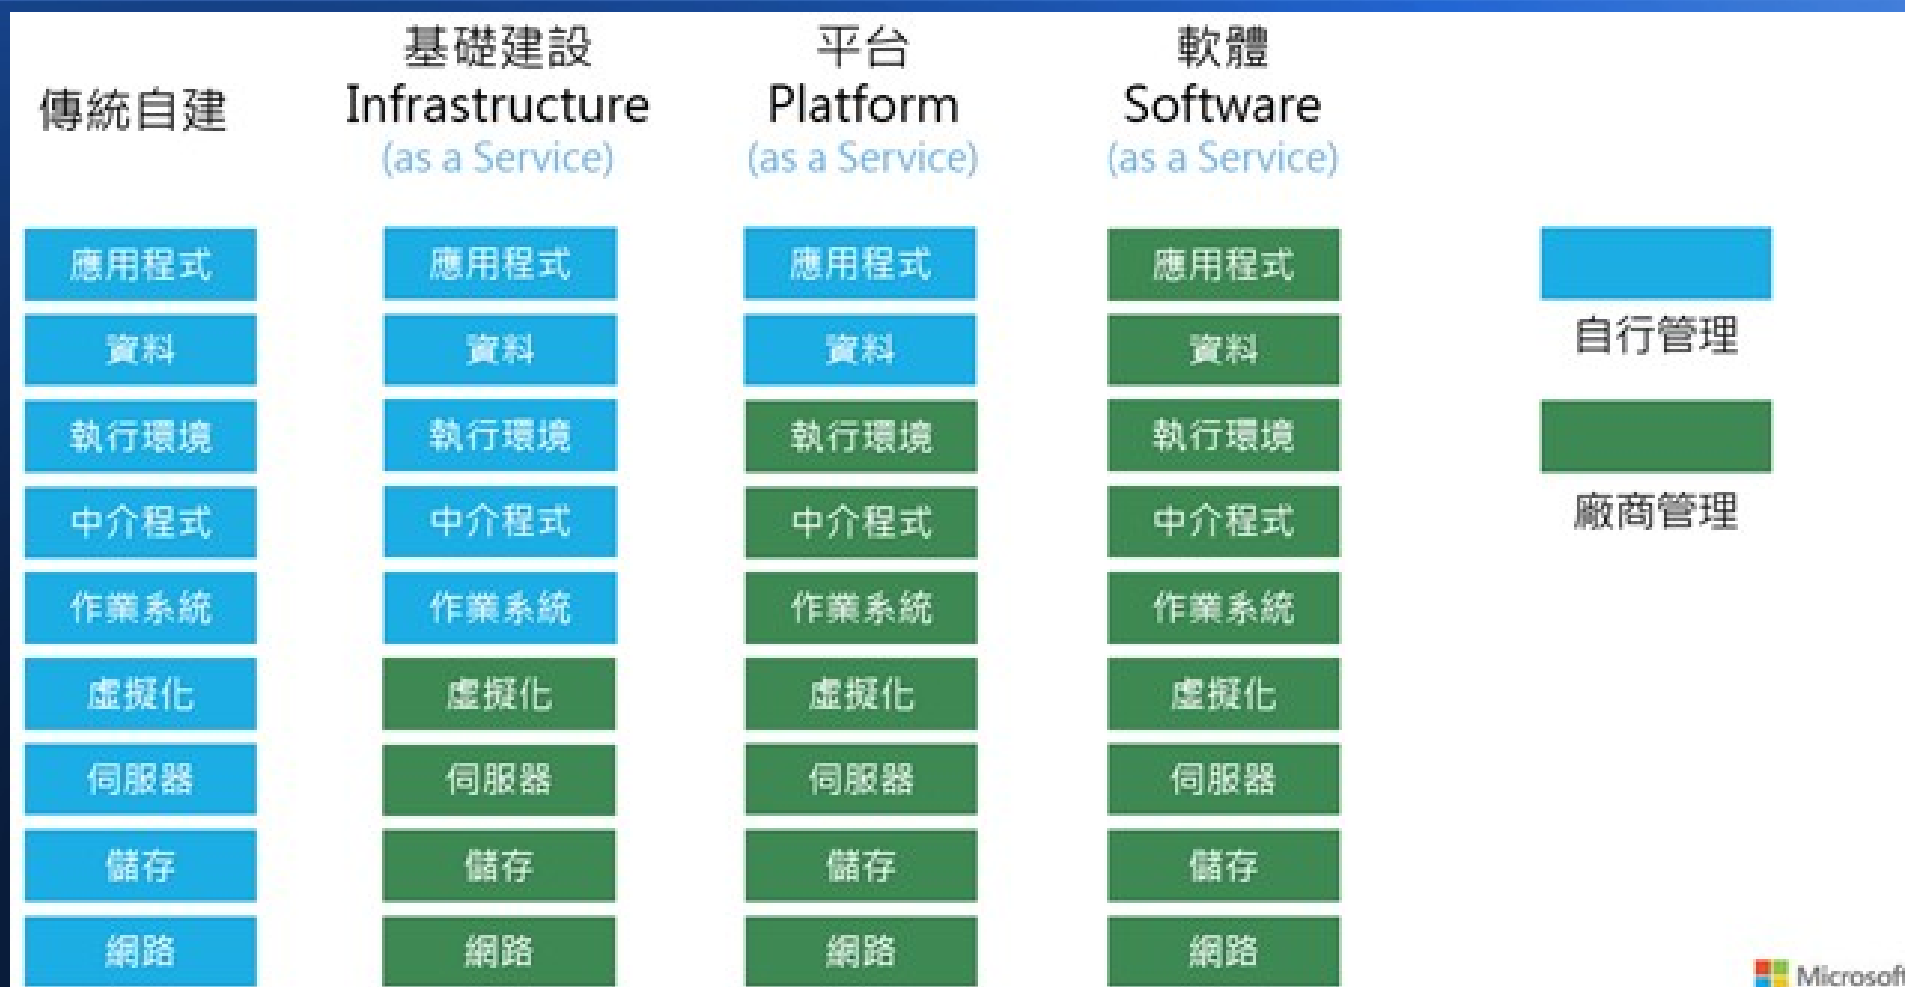 傳統自建
基礎建設
Infrastructure
(as a Service)
平台
Platform
(as a Service)
軟體
Software
(as a Service)
應用程式
資料
執行環境
中介程式
作業系統
虛擬化
伺服器
儲存
網路
應用程式
資料
執行環境
中介程式
作業系統
虛擬化
伺服器
儲存
網路
應用程式
資料
執行環境
中介程式
作業系統
虛擬化
伺服器
儲存
網路
應用程式
資料
執行環境
中介程式
作業系統
虛擬化
伺服器
儲存
網路
自行管理
廠商管理
Microsoft